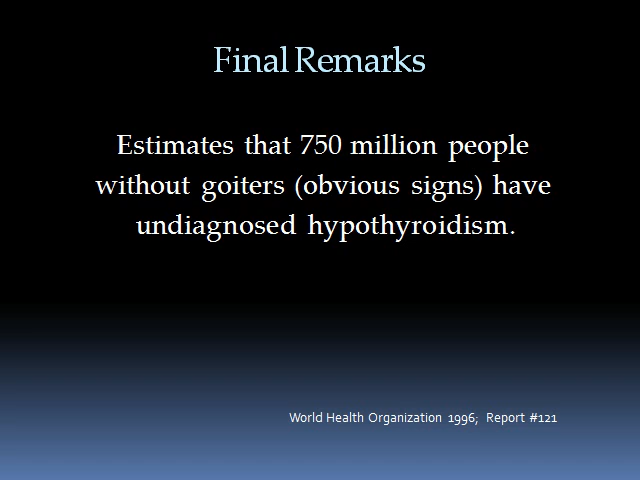 Final Remarks
Estimates that 750 million people
without goiters (obvious signs) have
undiagnosed hypothyroidism.
World Health Organization 1996; Report #121